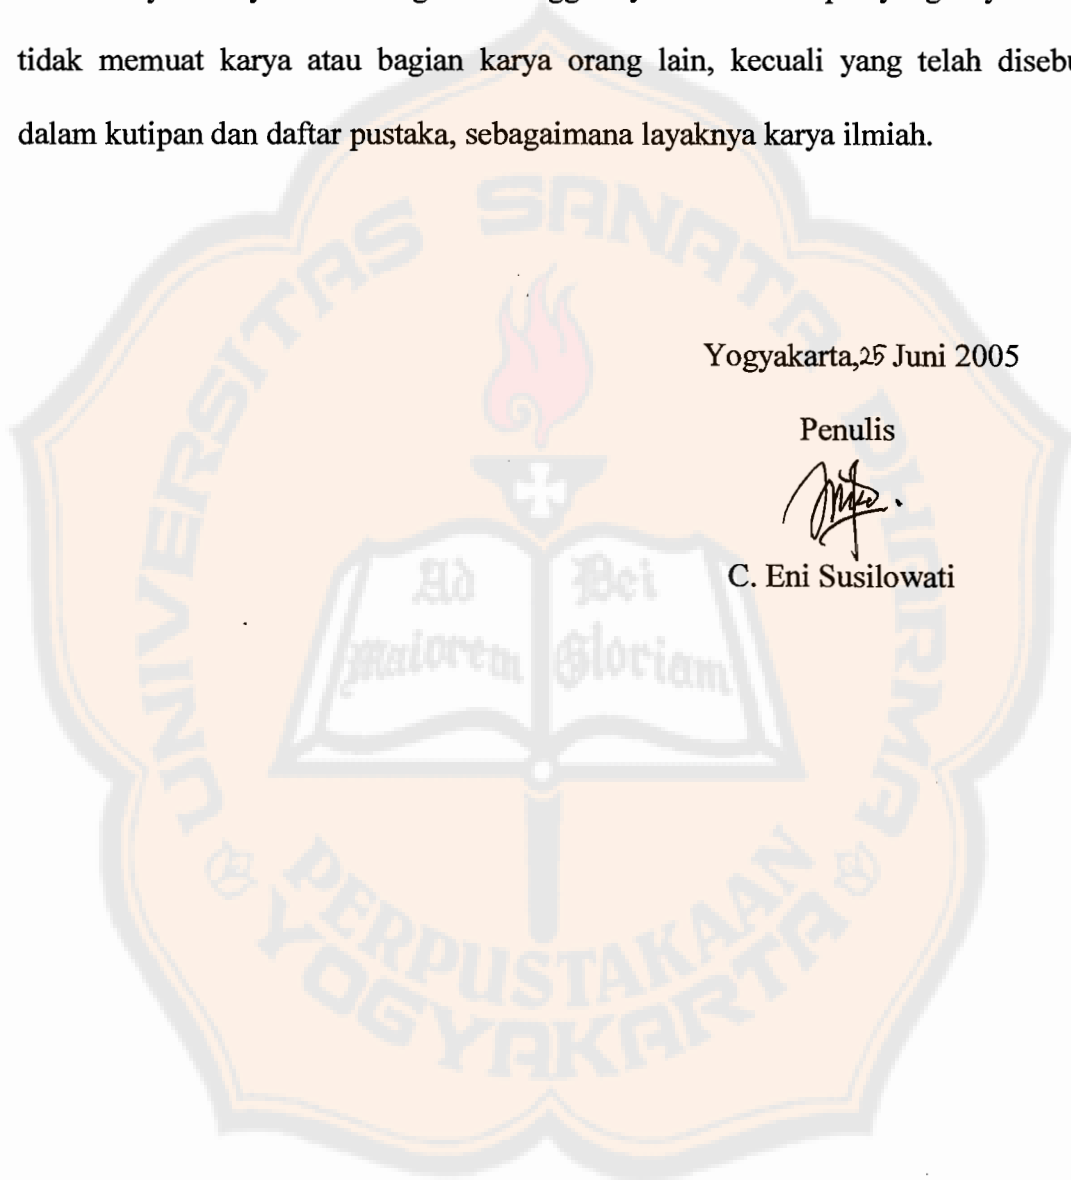 tidak memuat karya atau bagian karya orang lain, kecuali yang telah disebu
dalam kutipan dan daftar pustaka, sebagaimana layaknya karya ilmiah.
UNIVERSITAS SANATA DHARMA
Yogyakarta,25 Juni 2005
Penulis
C. Eni Susilowati
Ad Dei
Maiorem Gloriam
PERPUSTAKAAN
YOGYAKARTA